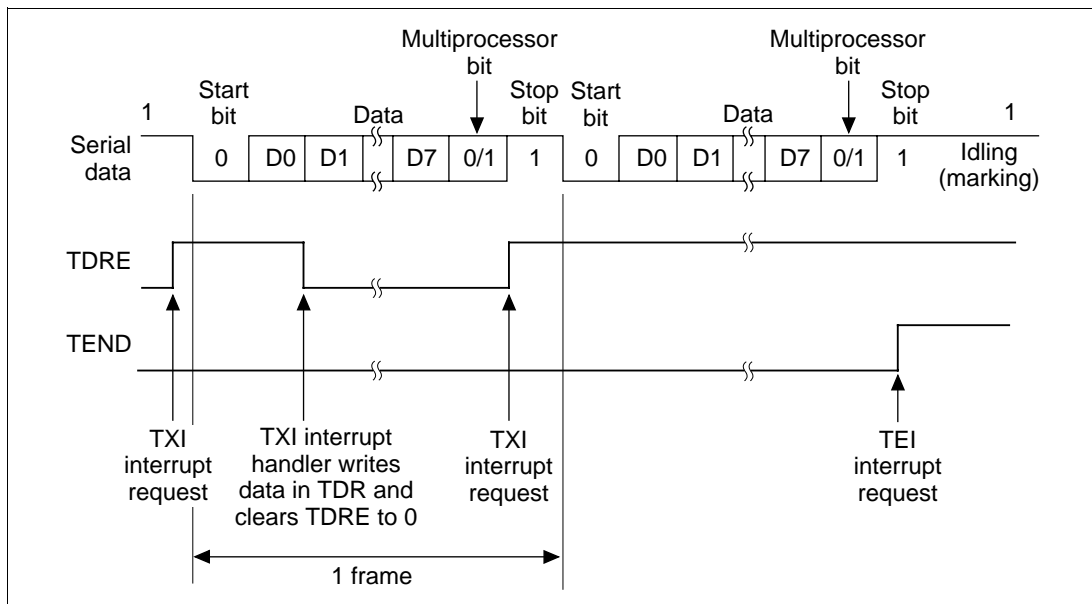 Multiprocessor
bit
Multiprocessor
bit
1
Start
bit
Data
Stop
bit
Start
bit
Data
Stop
bit
1
Serial
data
0
D0
D1
D7
0/1
1
0
D0
D1
D7
0/1
1
Idling
(marking)
TDRE
TEND
TXI
interrupt
request
TXI interrupt
handler writes
data in TDR and
clears TDRE to 0
TXI
interrupt
request
TEI
interrupt
request
1 frame